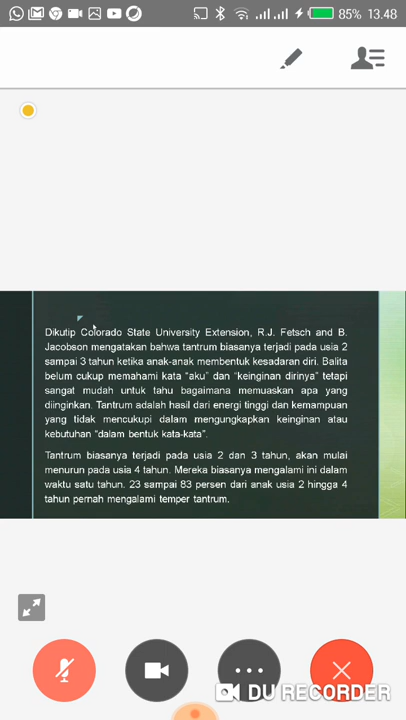 85% 13.48
Dikutip Colorado State University Extension, R.J. Fetsch and B.
Jacobson mengatakan bahwa tantrum biasanya terjadi pada usia 2
sampai 3 tahun ketika anak-anak membentuk kesadaran diri. Balita
belum cukup memahami kata “aku” dan “keinginan dirinya” tetapi
sangat mudah untuk tahu bagaimana memuaskan apa yang
diinginkan. Tantrum adalah hasil dari energi tinggi dan kemampuan
yang tidak mencukupi dalam mengungkapkan keinginan atau
kebutuhan “dalam bentuk kata-kata”.
Tantrum biasanya terjadi pada usia 2 dan 3 tahun, akan mulai
menurun pada usia 4 tahun. Mereka biasanya mengalami ini dalam
waktu satu tahun. 23 sampai 83 persen dari anak usia 2 hingga 4
tahun pernah mengalami temper tantrum.
DU RECORDER